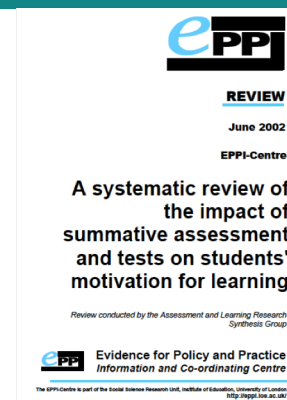 ePPI
REVIEW
June 2002
EPPI-Centre
A systematic review of
the impact of
summative assessment
and tests on students'
motivation for learning
Review conducted by the Assessment and Learning Research
Synthesis Group
ePPI
Evidence for Policy and Practice
Information and Co-ordinating Centre
The EPPI-Centre is part of the Social Science Research Unit, Institute of Education, University of London
http://eppi.ioe.ac.uk/